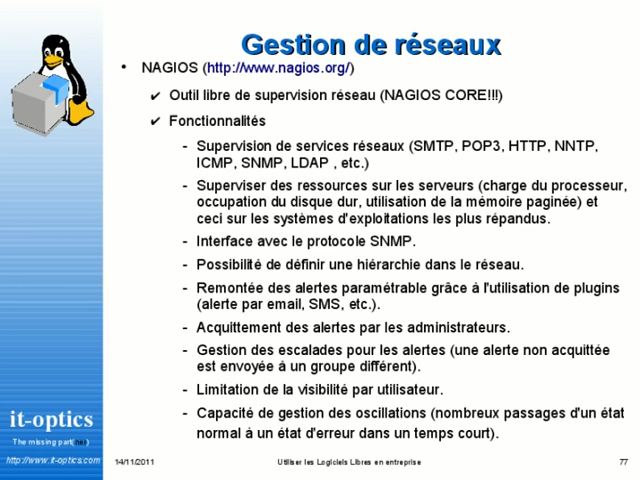 Gestion de réseaux
• NAGIOS (http://www.nagios.org/)
✔ Outil libre de supervision réseau (NAGIOS CORE!!!)
✔ Fonctionnalités
- Supervision de services réseaux (SMTP, POP3, HTTP, NNTP,
ICMP, SNMP, LDAP , etc.)
- Superviser des ressources sur les serveurs (charge du processeur,
occupation du disque dur, utilisation de la mémoire paginée) et
ceci sur les systèmes d'exploitations les plus répandus.
- Interface avec le protocole SNMP.
- Possibilité de définir une hiérarchie dans le réseau.
- Remontée des alertes paramétrable grâce à l'utilisation de plugins
(alerte par email, SMS, etc.).
- Acquittement des alertes par les administrateurs.
- Gestion des escalades pour les alertes (une alerte non acquittée
est envoyée à un groupe différent).
- Limitation de la visibilité par utilisateur.
- Capacité de gestion des oscillations (nombreux passages d'un état
normal à un état d'erreur dans un temps court).
it-optics
The missing part(ner)
http://www.it-optics.com
14/11/2011
Utiliser les Logiciels Libres en entreprise
77